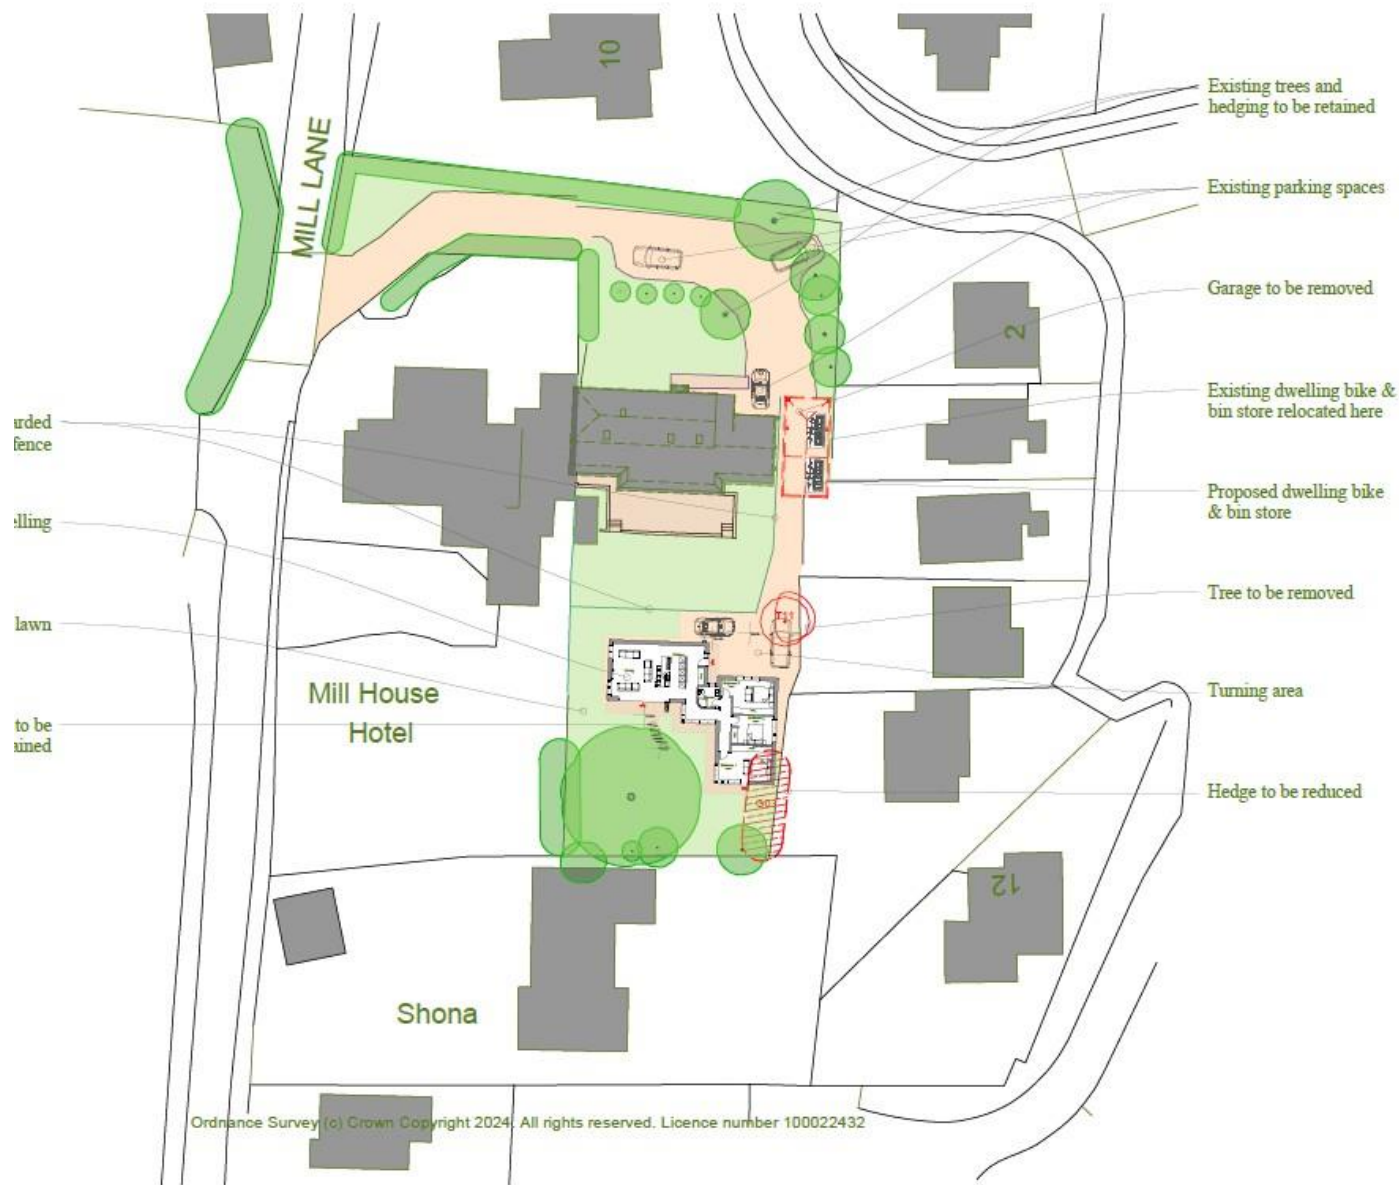 10
Existing trees and
hedging to be retained
MILL LANE
Existing parking spaces
Garage to be removed
2
Existing dwelling bike &
bin store relocated here
arded
fence
Proposed dwelling bike
& bin store
elling
Tree to be removed
lawn
Turning area
Mill House
Hotel
to be
ained
Hedge to be reduced
12
Shona
Ordnance Survey (c) Crown Copyright 2024. All rights reserved. Licence number 100022432